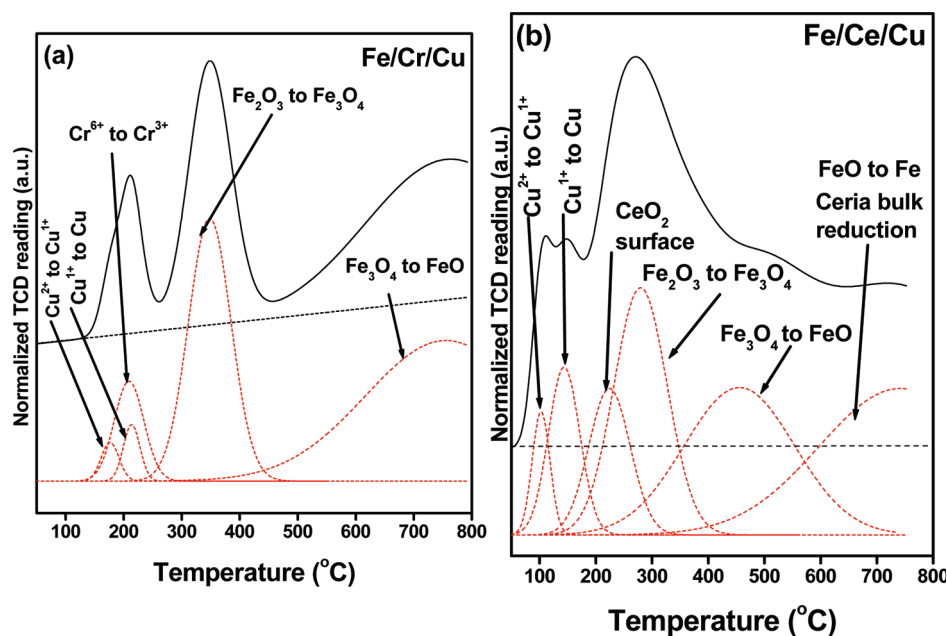 (a)
Fe/Cr/Cu
Normalized TCD reading (a.u.)
Fe₂O₃ to Fe₃O₄
Cr⁶⁺ to Cr³⁺
Cu²⁺ to Cu¹⁺
Cu¹⁺ to Cu
Fe₃O₄ to FeO
100 200 300 400 500 600 700 800
Temperature (°C)
(b)
Fe/Ce/Cu
Normalized TCD reading (a.u.)
Cu²⁺ to Cu¹⁺
Cu¹⁺ to Cu
CeO₂
surface
FeO to Fe
Ceria bulk
reduction
Fe₂O₃ to Fe₃O₄
Fe₃O₄ to FeO
100 200 300 400 500 600 700 800
Temperature (°C)